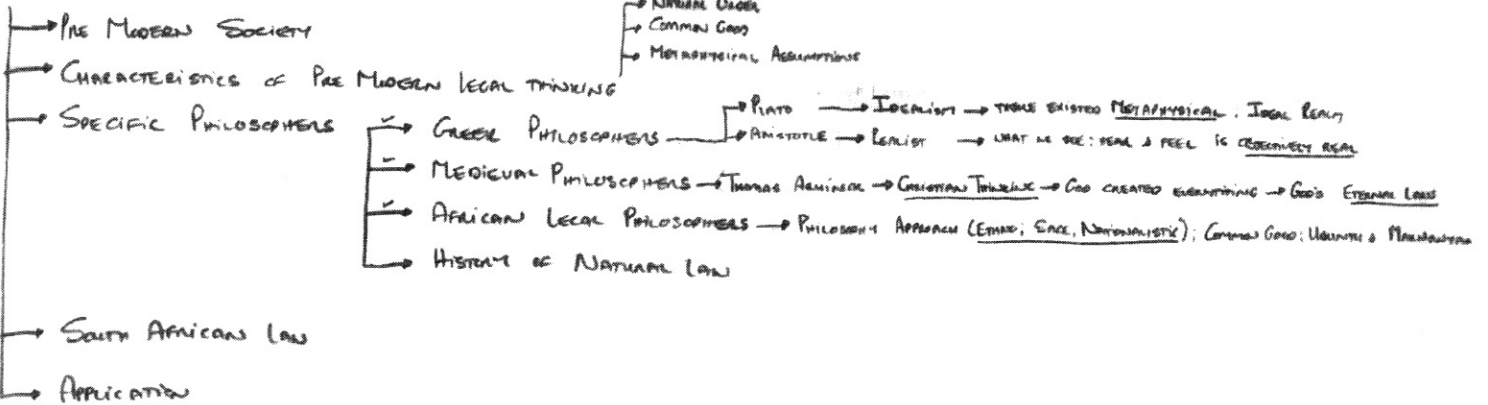 NATURAL ORDER
→ PRE MODERN SOCIETY
→ COMMON GOOD
→ METAPHYSICAL ASSUMPTIONS
→ CHARACTERISTICS OF PRE MODERN LEGAL THINKING
→ SPECIFIC PHILOSOPHERS
→ GREEK PHILOSOPHERS
→ PLATO → IDEALISM → THERE EXISTED METAPHYSICAL. IDEAL REALM
→ ARISTOTLE → REALIST → WHAT WE SEE; HEAR & FEEL IS OBJECTIVELY REAL
→ MEDIEVAL PHILOSOPHERS → THOMAS AQUINAS → CHRISTIAN THINKING → GOD CREATED EVERYTHING → GOD'S ETERNAL LAWS
→ AFRICAN LEGAL PHILOSOPHERS → PHILOSOPHY APPROACH (ETHNO; SAGE, NATIONALISTIC); COMMON GOOD; UBUNTU &
→ HISTORY OF NATURAL LAW
→ SOUTH AFRICAN LAW
→ APPLICATION